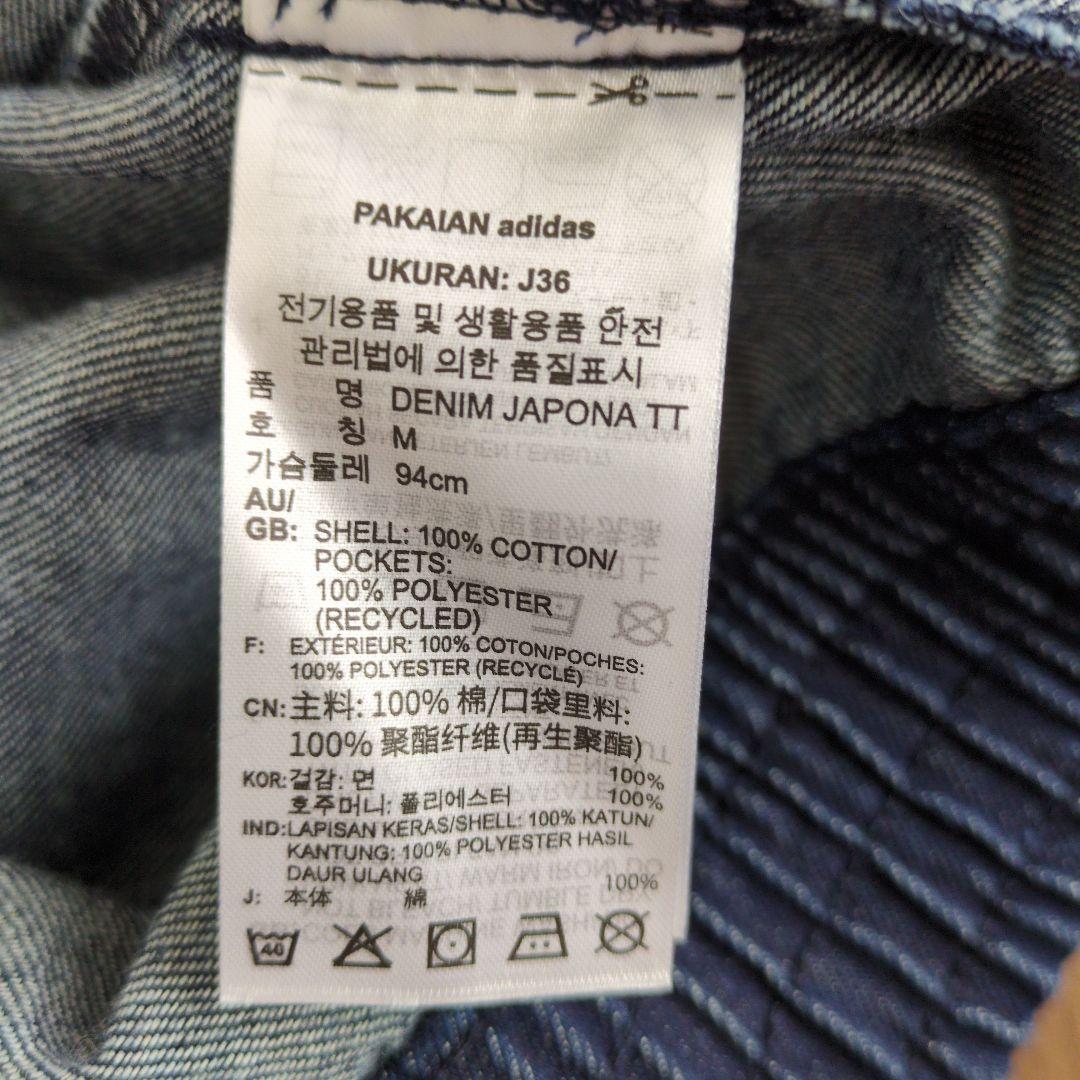 PAKAIAN adidas
UKURAN: J36
전기용품 및 생활용품 안전
관리법에 의한 품질표시
품 명 DENIM JAPONA TT
호 칭 M
가슴둘레 94cm
AU/
GB: SHELL: 100% COTTON/
POCKETS:
100% POLYESTER
(RECYCLED)
F: EXTÉRIEUR: 100% COTON/POCHES:
100% POLYESTER (RECYCLÉ)
CN: 主料: 100% 棉/口袋里料:
100% 聚酯纤维(再生聚酯)
KOR: 겉감: 면 100%
호주머니: 폴리에스터 100%
IND: LAPISAN KERAS/SHELL: 100% KATUN/
KANTUNG: 100% POLYESTER HASIL
DAUR ULANG
J: 本体 綿 100%
40